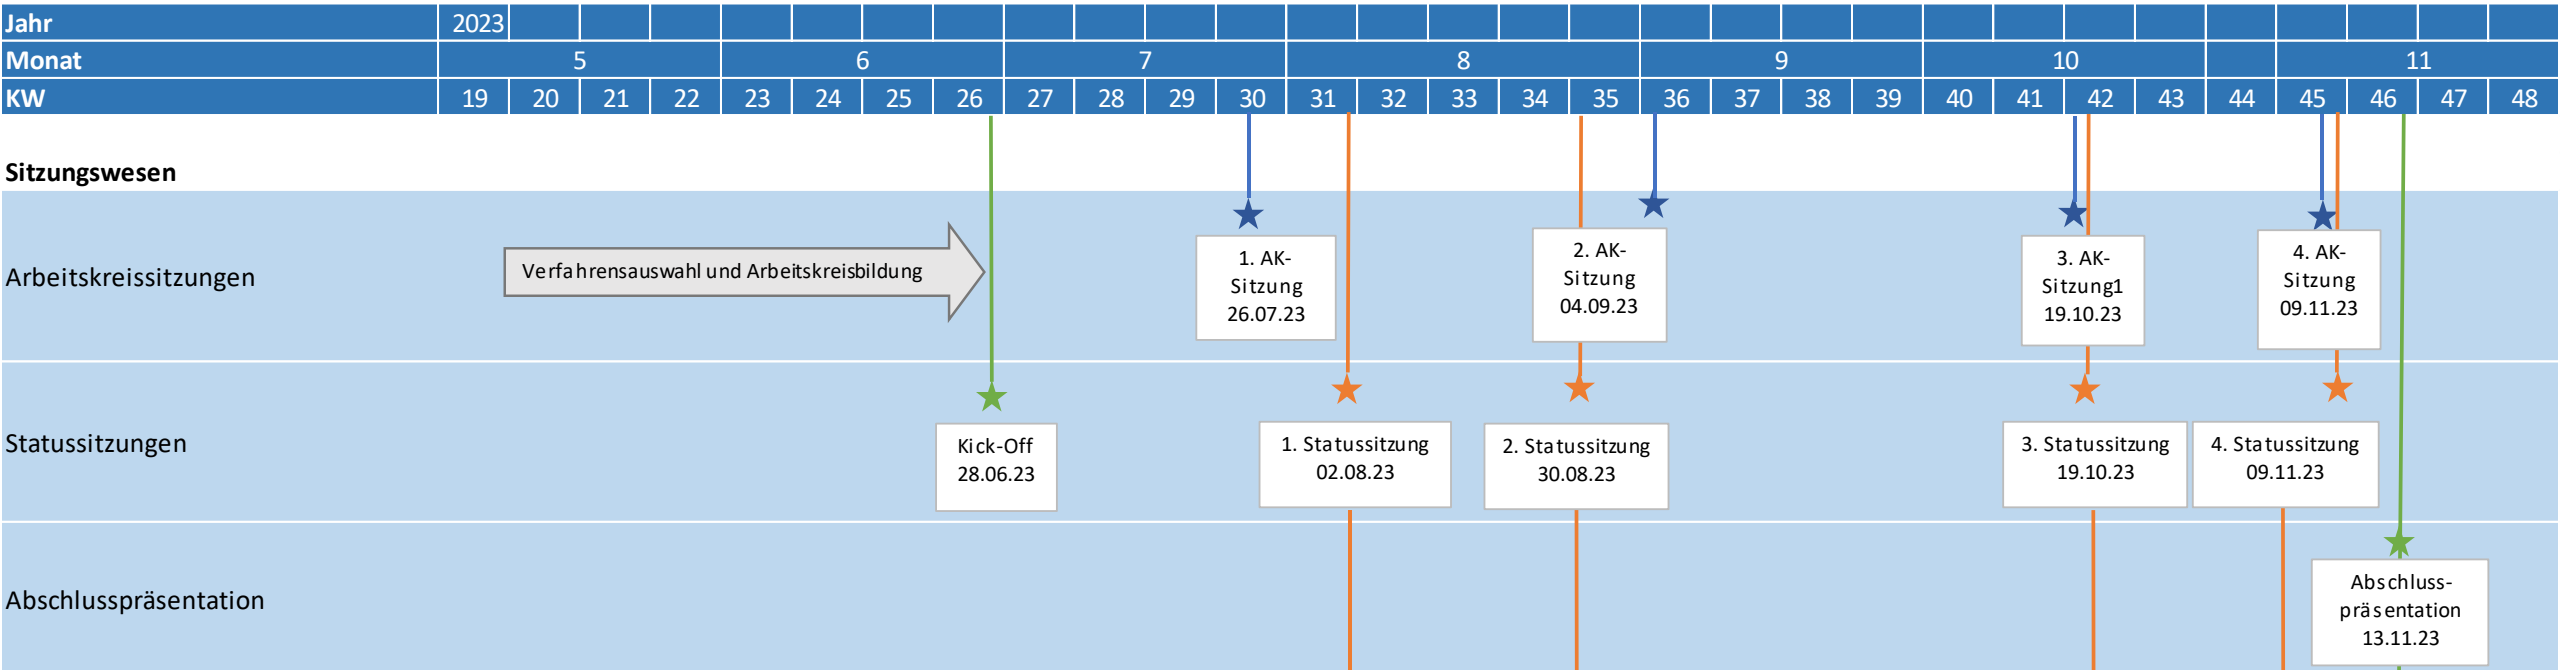 Jahr 2023
Monat 5 6 7 8 9 10 11
KW 19 20 21 22 23 24 25 26 27 28 29 30 31 32 33 34 35 36 37 38 39 40 41 42 43 44 45 46 47 48
Sitzungswesen
Arbeitskreissitzungen
Verfahrensauswahl und Arbeitskreisbildung
1. AK-
Sitzung
26.07.23
2. AK-
Sitzung
04.09.23
3. AK-
Sitzung1
19.10.23
4. AK-
Sitzung
09.11.23
Statussitzungen
Kick-Off
28.06.23
1. Statussitzung
02.08.23
2. Statussitzung
30.08.23
3. Statussitzung
19.10.23
4. Statussitzung
09.11.23
Abschlusspräsentation
Abschluss-
präsentation
13.11.23